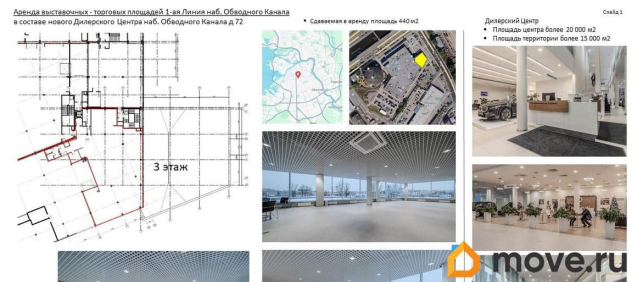 Аренда выставочных - торговых площадей 1-ая Линия наб. Обводного Канала
в составе нового Дилерского Центра наб. Обводного Канала д 72
• Сдаваемая в аренду площадь 440 м2
Слайд 1
Дилерский Центр
• Площадь центра более 20 000 м2
• Площадь территории более 15 000 м2
3 этаж
move.ru